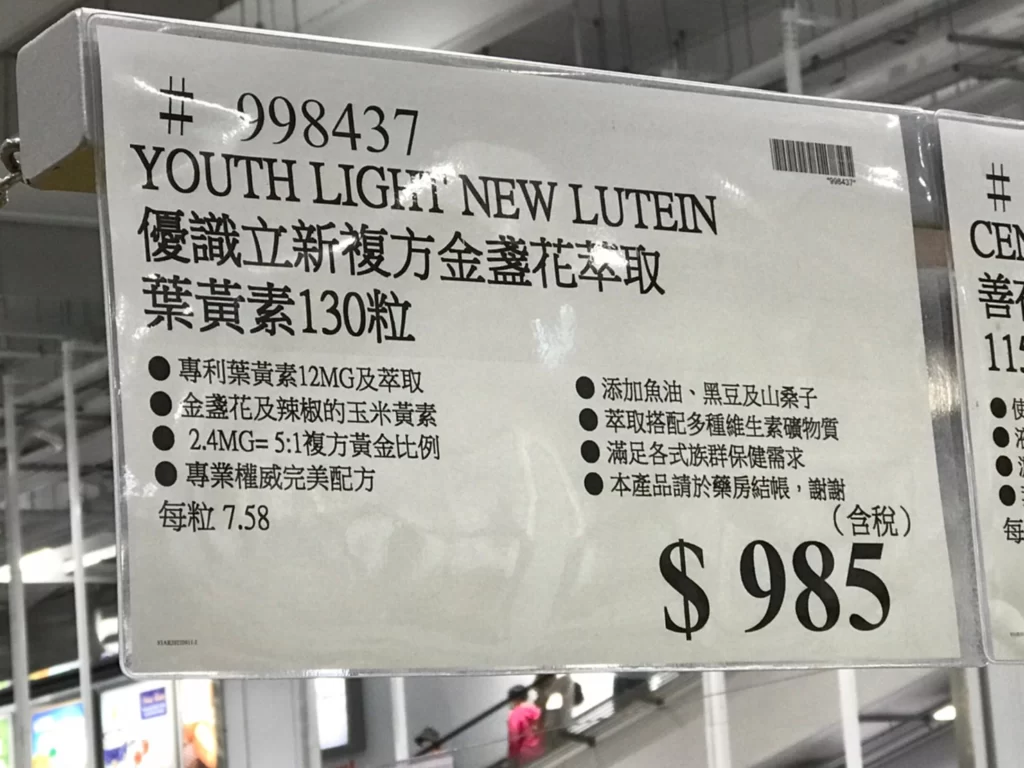 # 998437
*998437*
YOUTH LIGHT NEW LUTEIN
優識立新複方金盞花萃取
葉黃素130粒
● 專利葉黃素12MG及萃取
● 金盞花及辣椒的玉米黃素
● 2.4MG= 5:1複方黃金比例
● 專業權威完美配方
每粒 7.58
● 添加魚油、黑豆及山桑子
● 萃取搭配多種維生素礦物質
● 滿足各式族群保健需求
● 本產品請於藥房結帳，謝謝
（含稅）
$ 985
#
CEN
善
115
每